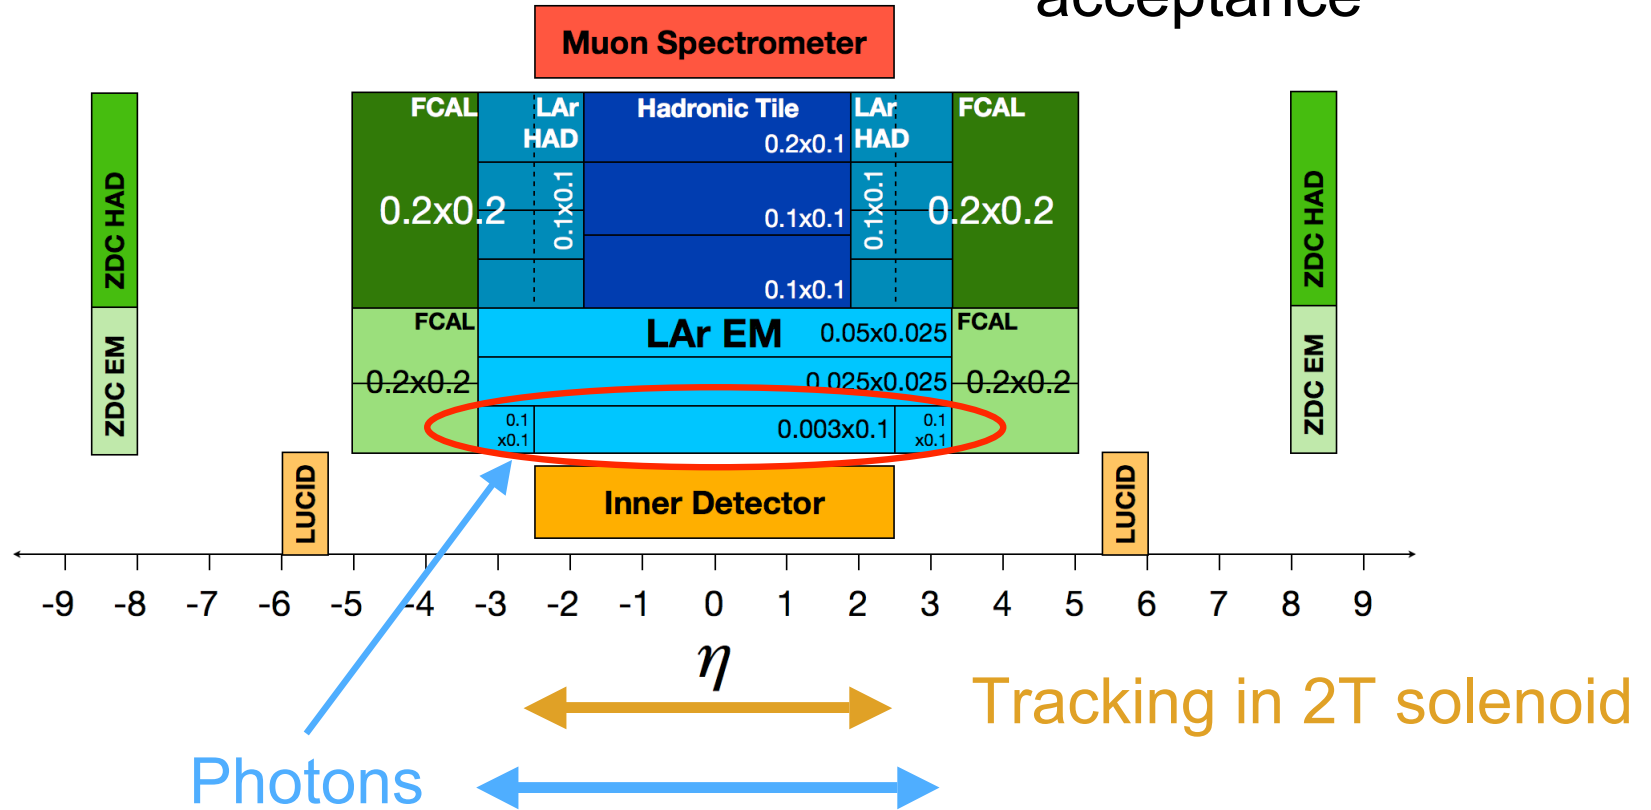 acceptance
Muon Spectrometer
FCAL
LAr
HAD
Hadronic Tile
0.2x0.1
LAr
HAD
FCAL
ZDC HAD
0.2x0.2
0.1x0.1
0.1x0.1
0.1x0.1
0.2x0.2
ZDC HAD
0.1x0.1
FCAL
LAr EM
0.05x0.025
FCAL
ZDC EM
0.2x0.2
0.025x0.025
0.2x0.2
ZDC EM
0.1
x0.1
0.003x0.1
0.1
x0.1
LUCID
Inner Detector
LUCID
-9 -8 -7 -6 -5 -4 -3 -2 -1 0 1 2 3 4 5 6 7 8 9
η
Tracking in 2T solenoid
Photons